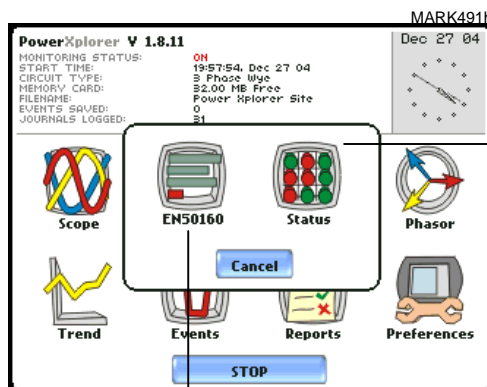 MARK491h
PowerXplorer V 1.8.11
Dec 27 04
MONITORING STATUS: ON
START TIME: 19:57:54, Dec 27 04
CIRCUIT TYPE: 3 Phase Wye
MEMORY CARD: 32.00 MB Free
FILENAME: Power Xplorer Site
EVENTS SAVED: 0
JOURNALS LOGGED: 31
Scope
EN50160
Status
Phasor
Cancel
Trend
Events
Reports
Preferences
STOP